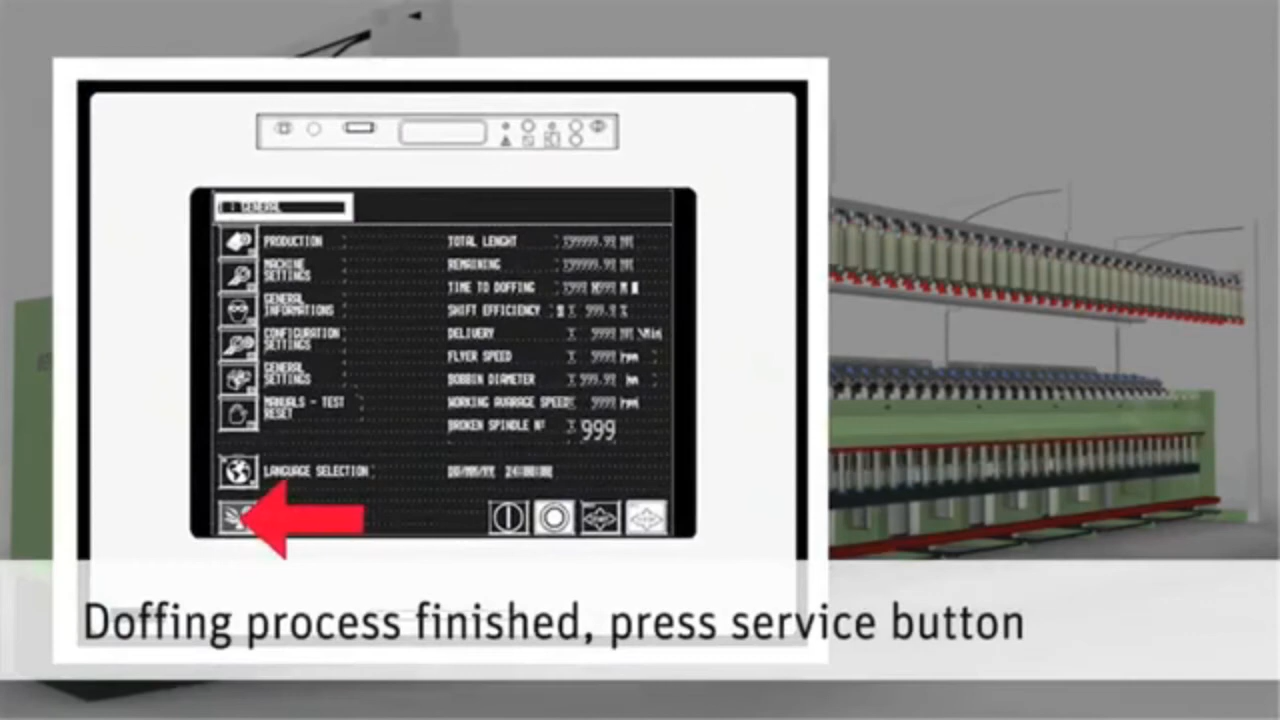 GENERAL
PRODUCTION
TOTAL LENGHT
MACHINE
SETTINGS
REMAINING
TIME TO DOFFING
GENERAL
INFORMATIONS
SHIFT EFFICIENCY
CONFIGURATION
SETTINGS
DELIVERY
FLYER SPEED
GENERAL
SETTINGS
BOBBIN DIAMETER
MANUALS - TEST
RESET
WORKING AVARAGE SPEED
BROKEN SPINDLE N° 999
LANGUAGE SELECTION
Doffing process finished, press service button